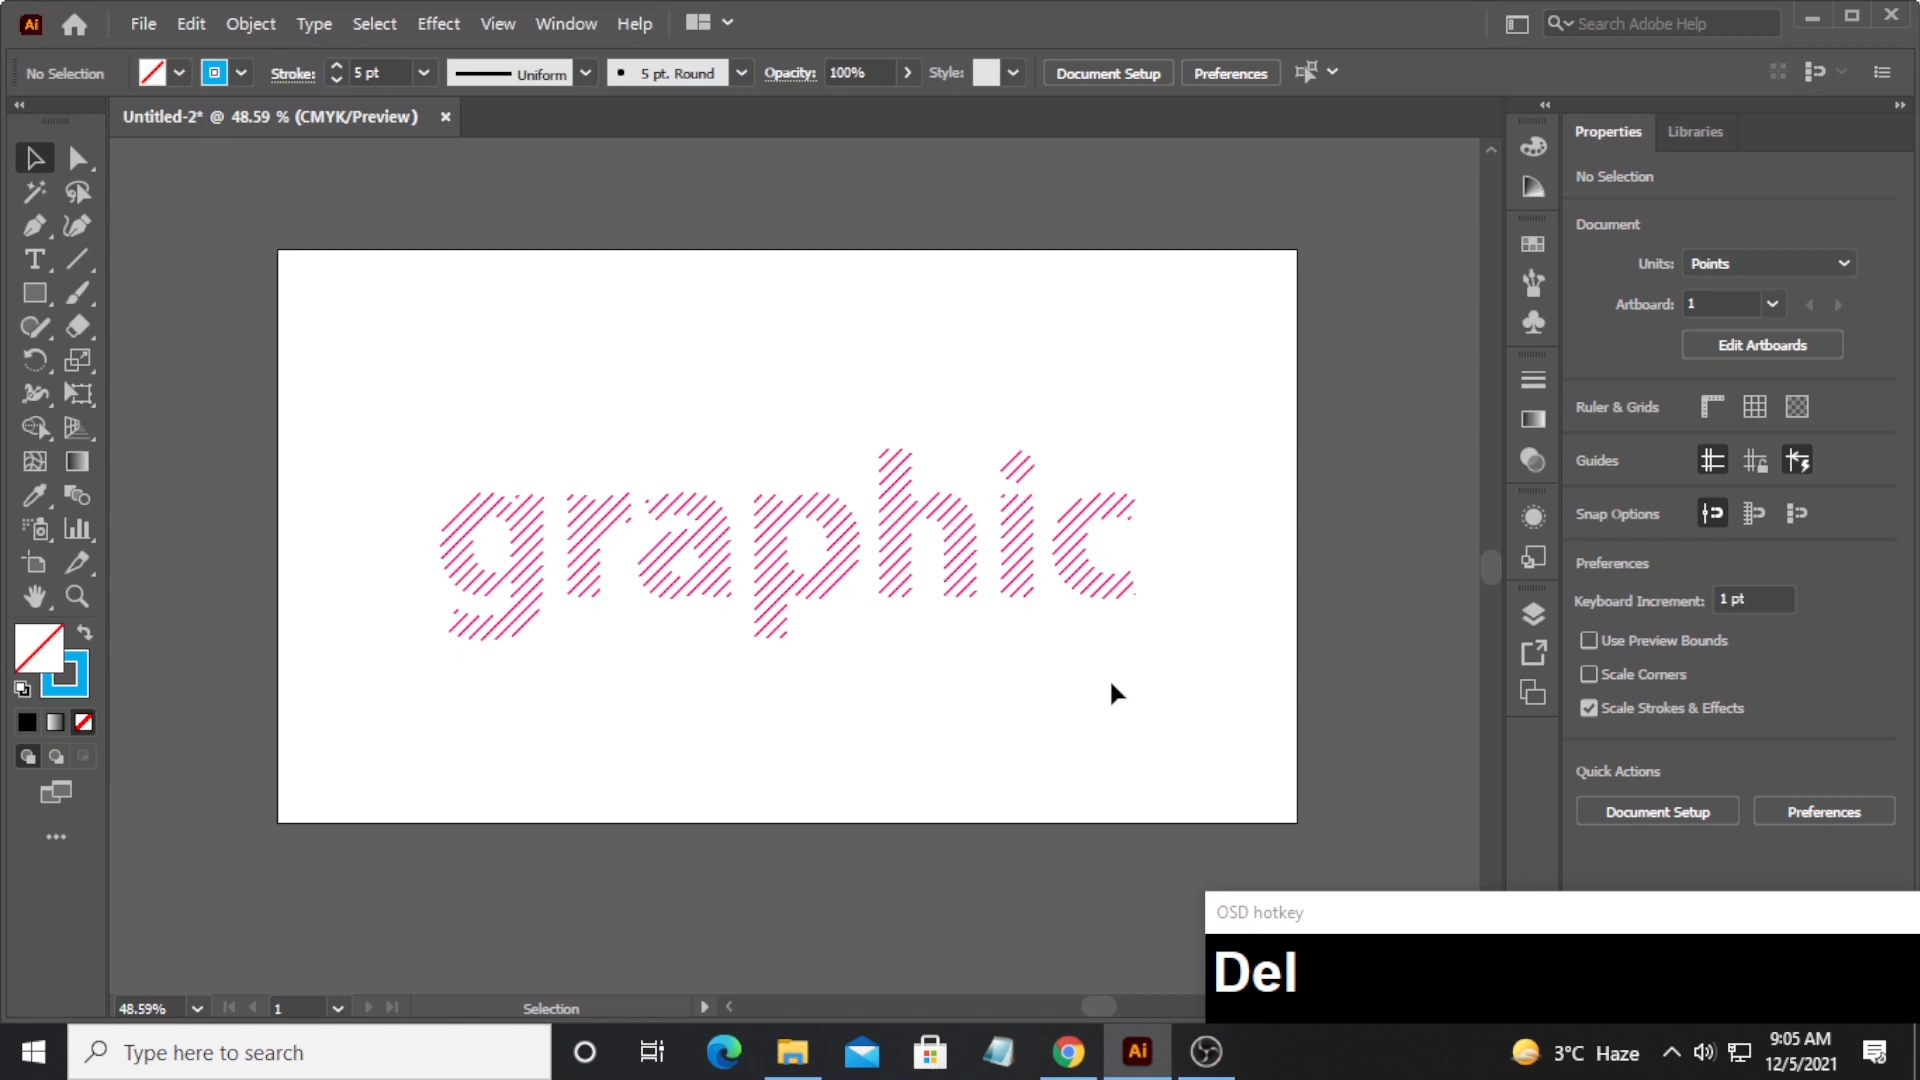 Ai File Edit Object Type Select Effect View Window Help Search Adobe Help
No Selection Stroke: 5 pt Uniform 5 pt. Round Opacity: 100% Style: Document Setup Preferences
Untitled-2* @ 48.59 % (CMYK/Preview)
Properties Libraries
No Selection
Document
Units: Points
Artboard: 1
Edit Artboards
Ruler & Grids
Guides
Snap Options
Preferences
Keyboard Increment: 1 pt
Use Preview Bounds
Scale Corners
Scale Strokes & Effects
Quick Actions
Document Setup Preferences
graphic
OSD hotkey
Del
48.59% 1 Selection
Type here to search
Ai
3°C Haze
9:05 AM
12/5/2021